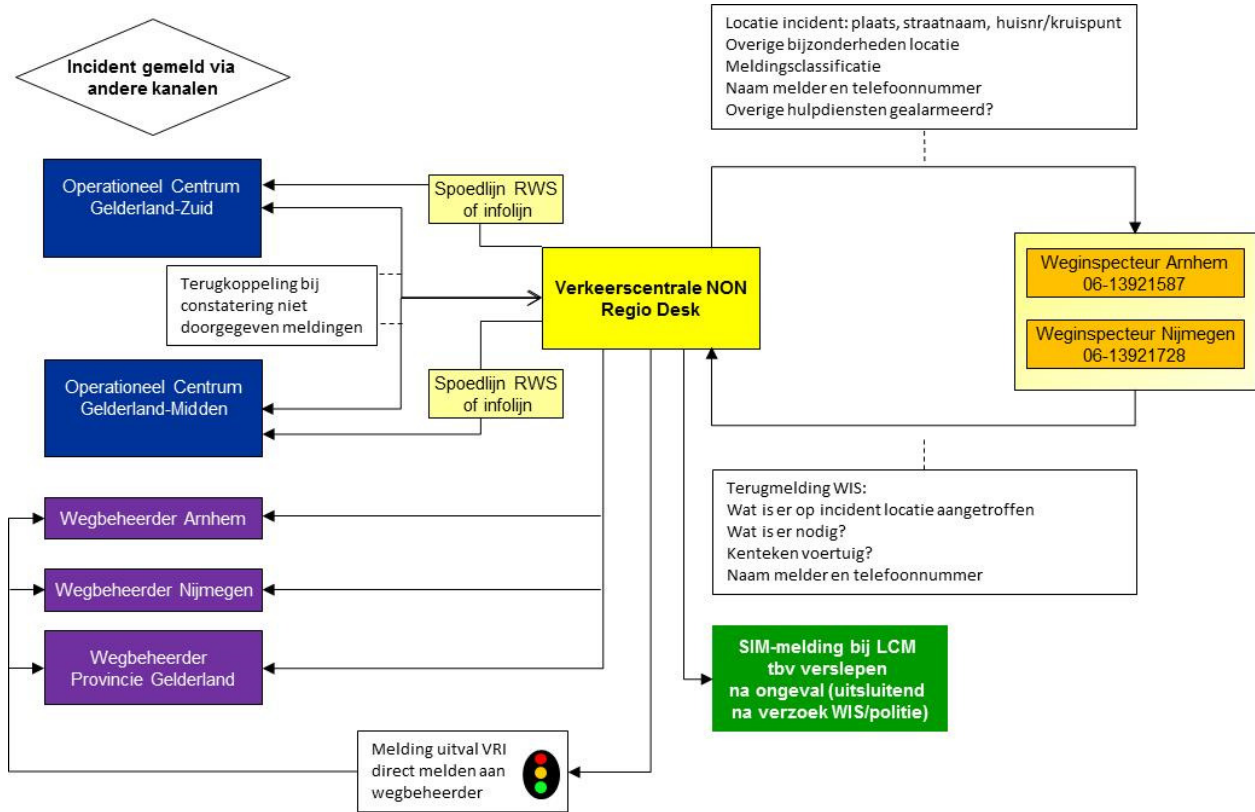 Incident gemeld via
andere kanalen
Locatie incident: plaats, straatnaam, huisnr/kruispunt
Overige bijzonderheden locatie
Meldingsclassificatie
Naam melder en telefoonnummer
Overige hulpdiensten gealarmeerd?
Operationeel Centrum
Gelderland-Zuid
Spoedlijn RWS
of infolijn
Terugkoppeling bij
constatering niet
doorgegeven meldingen
Verkeerscentrale NON
Regio Desk
Weginspecteur Arnhem
06-13921587
Weginspecteur Nijmegen
06-13921728
Operationeel Centrum
Gelderland-Midden
Spoedlijn RWS
of infolijn
Wegbeheerder Arnhem
Wegbeheerder Nijmegen
Wegbeheerder
Provincie Gelderland
Terugmelding WIS:
Wat is er op incident locatie aangetroffen
Wat is er nodig?
Kenteken voertuig?
Naam melder en telefoonnummer
SIM-melding bij LCM
tbv verslepen
na ongeval (uitsluitend
na verzoek WIS/politie)
Melding uitval VRI
direct melden aan
wegbeheerder